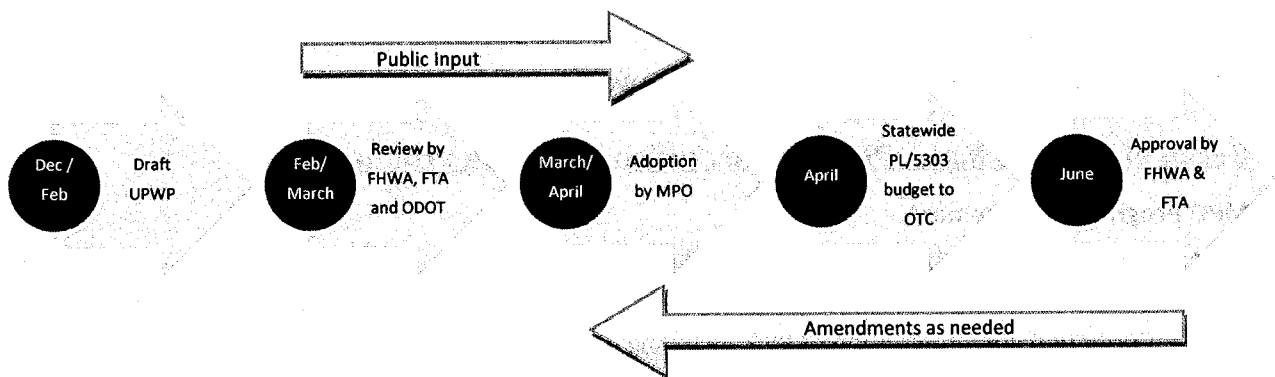 Public Input
Dec /
Feb
Draft
UPWP
Feb/
March
Review by
FHWA, FTA
and ODOT
March/
April
Adoption
by MPO
April
Statewide
PL/5303
budget to
OTC
June
Approval by
FHWA &
FTA
Amendments as needed